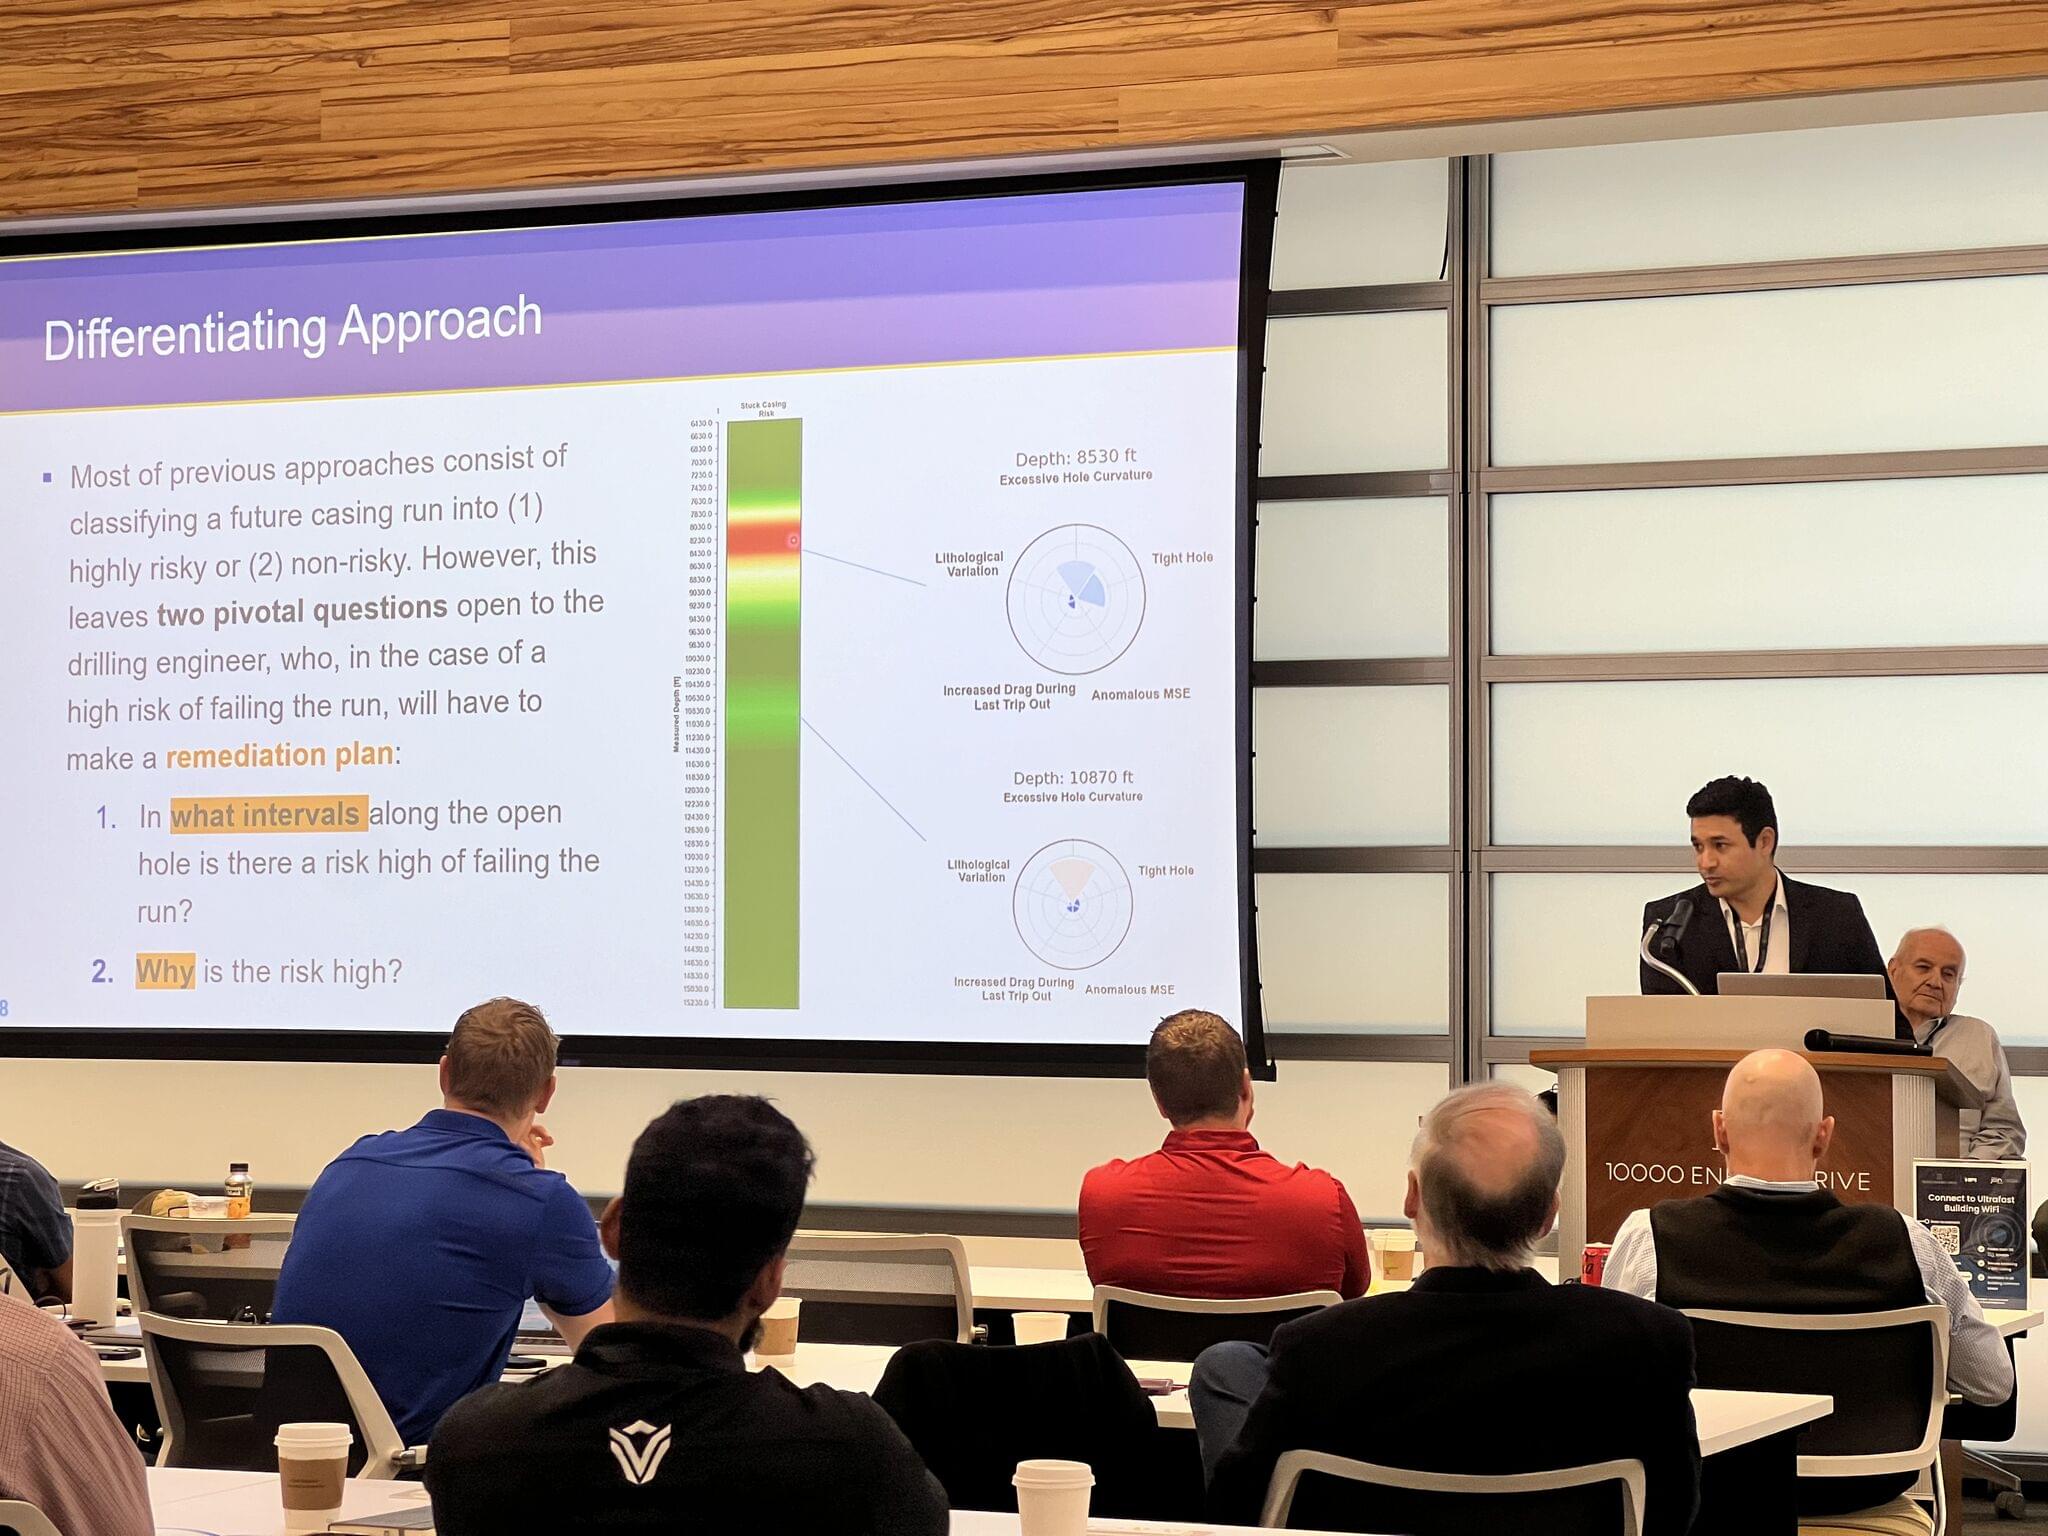 Differentiating Approach
▪ Most of previous approaches consist of
classifying a future casing run into (1)
highly risky or (2) non-risky. However, this
leaves two pivotal questions open to the
drilling engineer, who, in the case of a
high risk of failing the run, will have to
make a remediation plan:
1. In what intervals along the open
hole is there a risk high of failing the
run?
2. Why is the risk high?
8
Stuck Casing
Risk
Measured Depth [ft]
6130.0
6630.0
6830.0
7030.0
7230.0
7430.0
7630.0
7830.0
8030.0
8230.0
8430.0
8630.0
8830.0
9030.0
9230.0
9430.0
9630.0
9830.0
10030.0
10230.0
10430.0
10630.0
10830.0
11030.0
11230.0
11430.0
11630.0
11830.0
12030.0
12230.0
12430.0
12630.0
12830.0
13030.0
13230.0
13430.0
13630.0
13830.0
14030.0
14230.0
14430.0
14630.0
14830.0
15030.0
15230.0
Depth: 8530 ft
Excessive Hole Curvature
Lithological
Variation
Tight Hole
Increased Drag During
Last Trip Out
Anomalous MSE
Depth: 10870 ft
Excessive Hole Curvature
Lithological
Variation
Tight Hole
Increased Drag During
Last Trip Out
Anomalous MSE
10000 EN RIVE
Connect to Ultrafast
Building WiFi